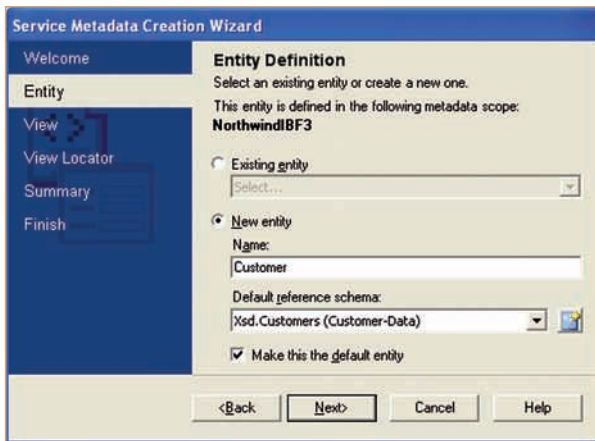 Service Metadata Creation Wizard
Welcome
Entity
View
View Locator
Summary
Finish
Entity Definition
Select an existing entity or create a new one.
This entity is defined in the following metadata scope:
NorthwindIBF3
Existing entity
Select...
New entity
Name:
Customer
Default reference schema:
Xsd.Customers (Customer-Data)
Make this the default entity
<Back
Next>
Cancel
Help